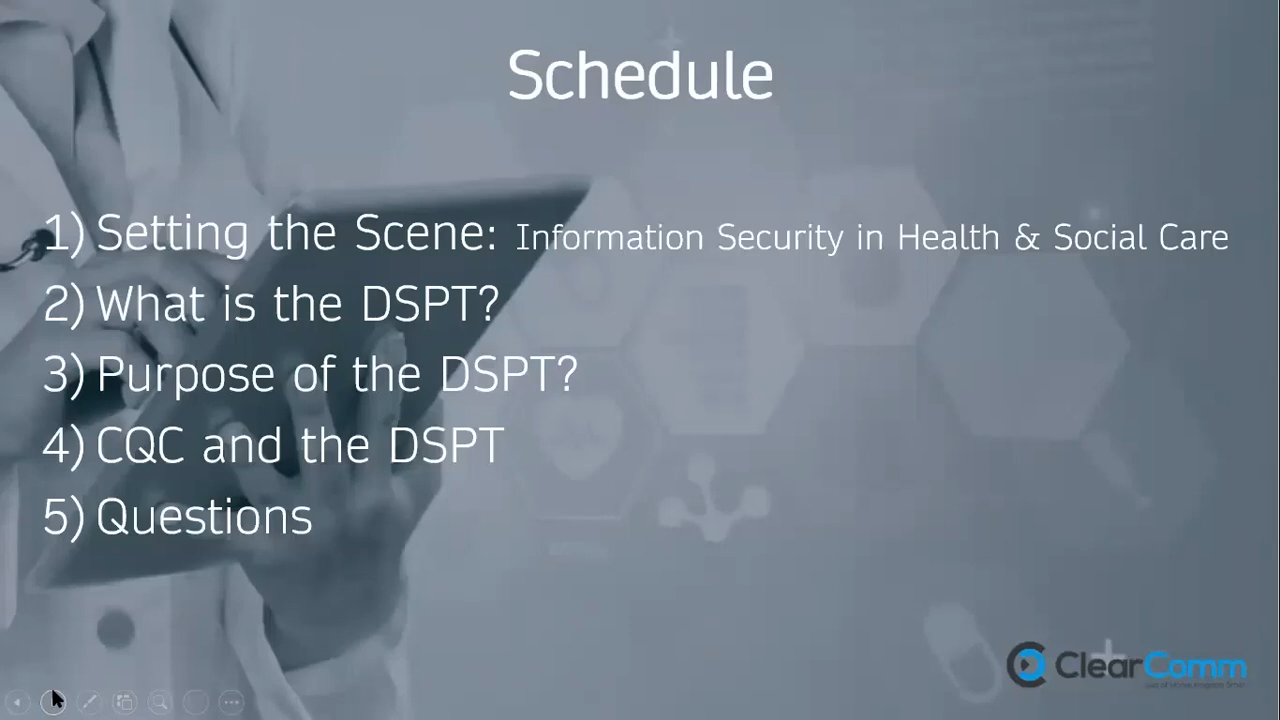 Schedule
1) Setting the Scene: Information Security in Health & Social Care
2) What is the DSPT?
3) Purpose of the DSPT?
4) CQC and the DSPT
5) Questions
ClearComm